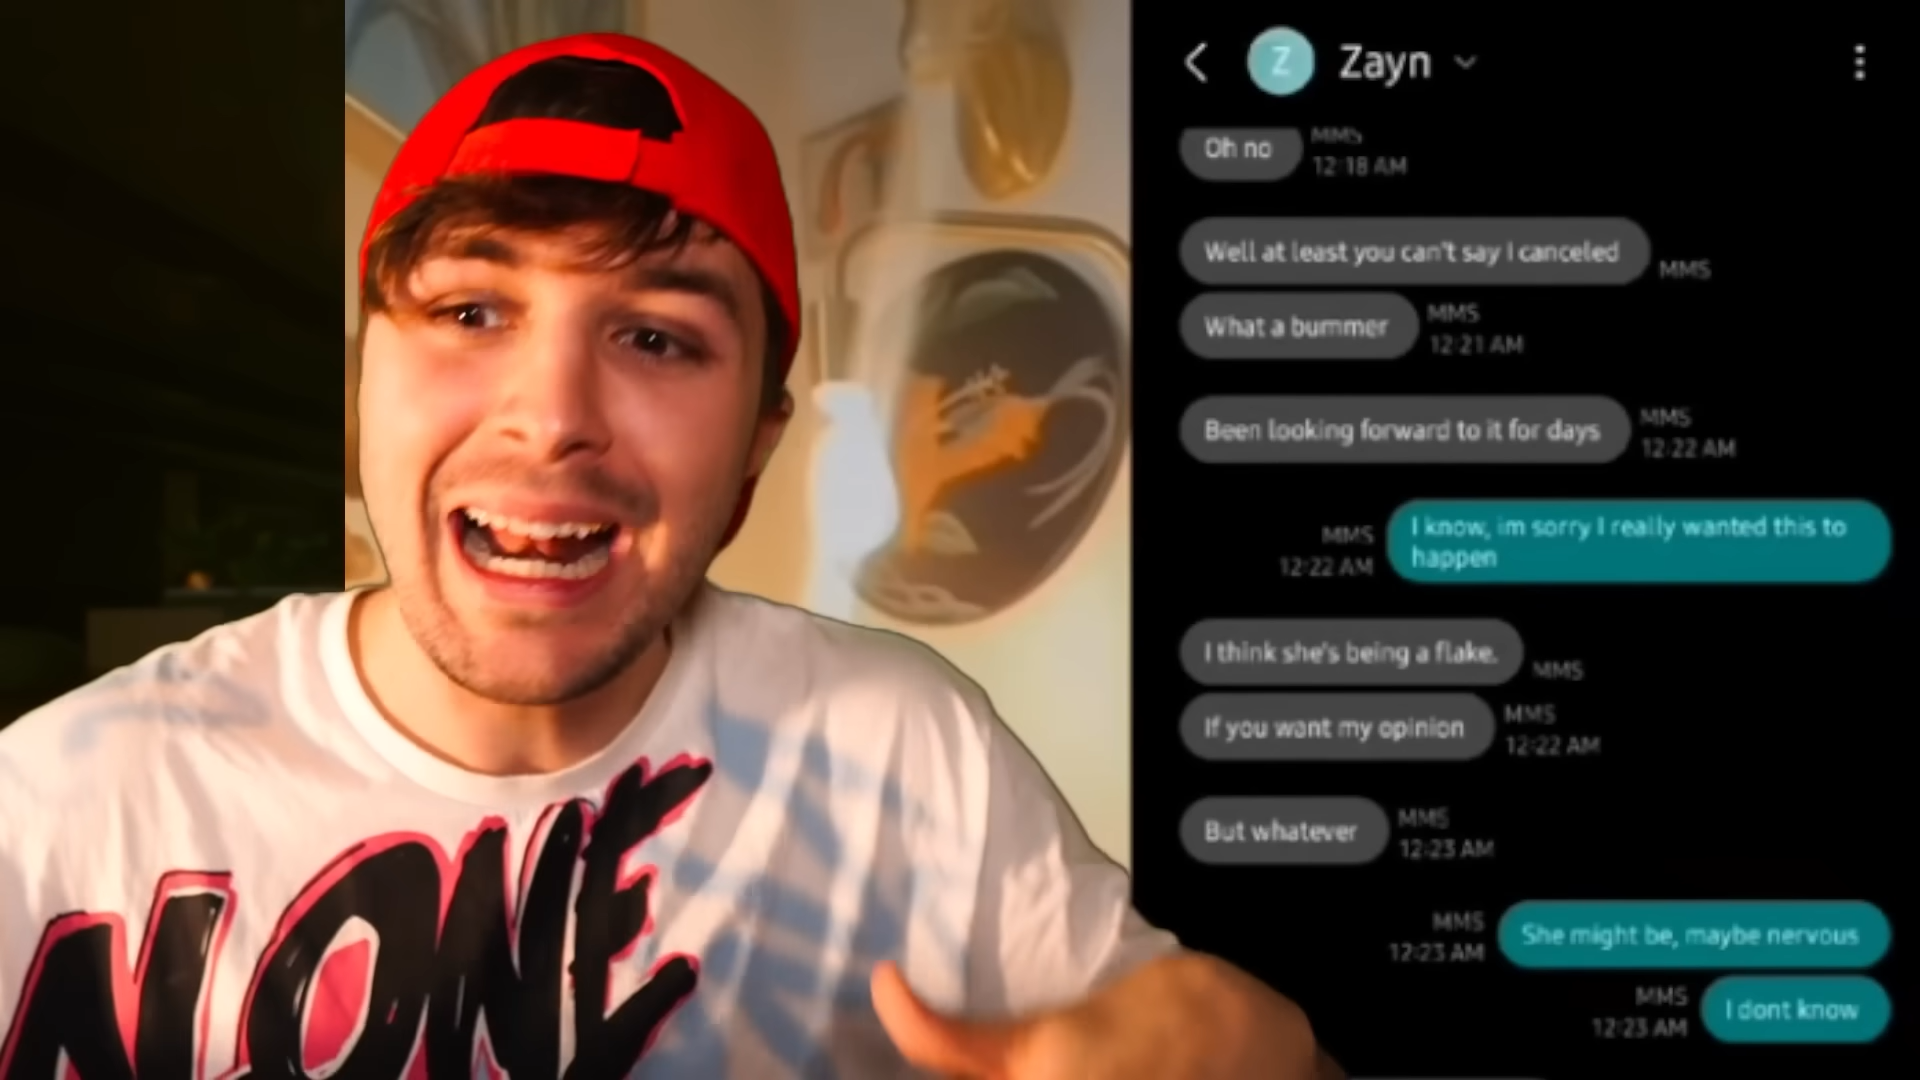 ALONE
Z
Zayn
Oh no
MMS
12:18 AM
Well at least you can't say I canceled
MMS
What a bummer
MMS
12:21 AM
Been looking forward to it for days
MMS
12:22 AM
I know, im sorry I really wanted this to
happen
MMS
12:22 AM
I think she's being a flake.
MMS
If you want my opinion
MMS
12:22 AM
But whatever
MMS
12:23 AM
She might be, maybe nervous
MMS
12:23 AM
I dont know
MMS
12:23 AM